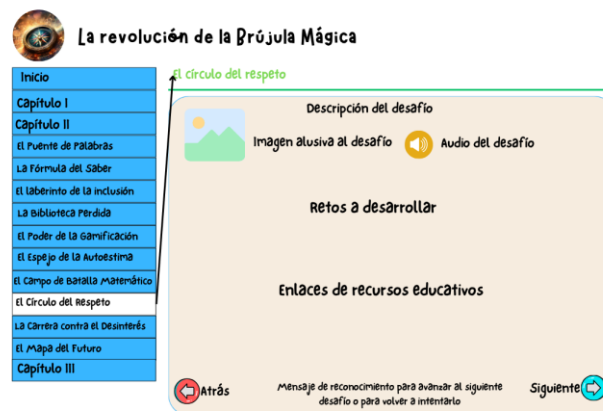 La revolución de la Brújula Mágica
Inicio
Capítulo I
Capítulo II
El Puente de Palabras
La Fórmula del Saber
El laberinto de la inclusión
La Biblioteca Perdida
El Poder de la Gamificación
El Espejo de la Autoestima
El Campo de Batalla Matemático
El Círculo del Respeto
La Carrera contra el Desinterés
El Mapa del Futuro
Capítulo III
El círculo del respeto
Descripción del desafío
Imagen alusiva al desafío
Audio del desafío
Retos a desarrollar
Enlaces de recursos educativos
Atrás
Mensaje de reconocimiento para avanzar al siguiente
desafío o para volver a intentarlo
Siguiente